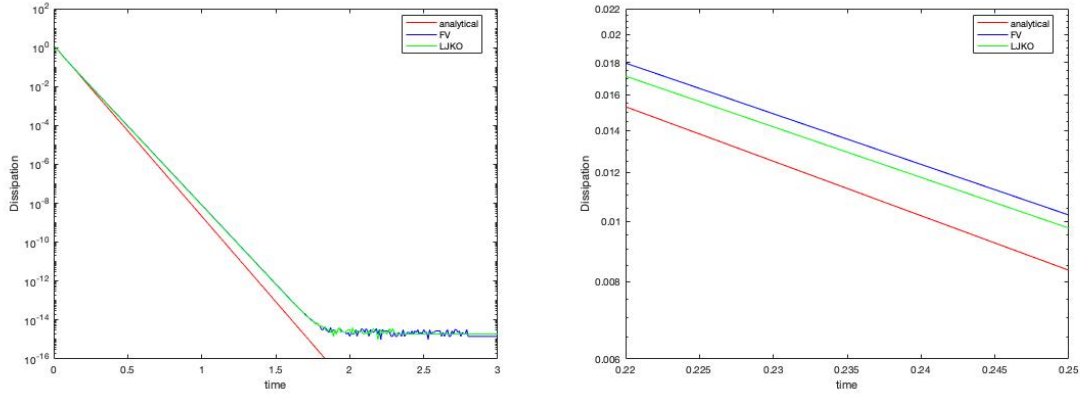 10^2
10^0
10^-2
10^-4
10^-6
10^-8
10^-10
10^-12
10^-14
10^-16
Dissipation
0 0.5 1 1.5 2 2.5 3
time
analytical
FV
LJKO
0.022
0.02
0.018
0.016
0.014
0.012
0.01
0.008
0.006
Dissipation
0.22 0.225 0.23 0.235 0.24 0.245 0.25
time
analytical
FV
LJKO